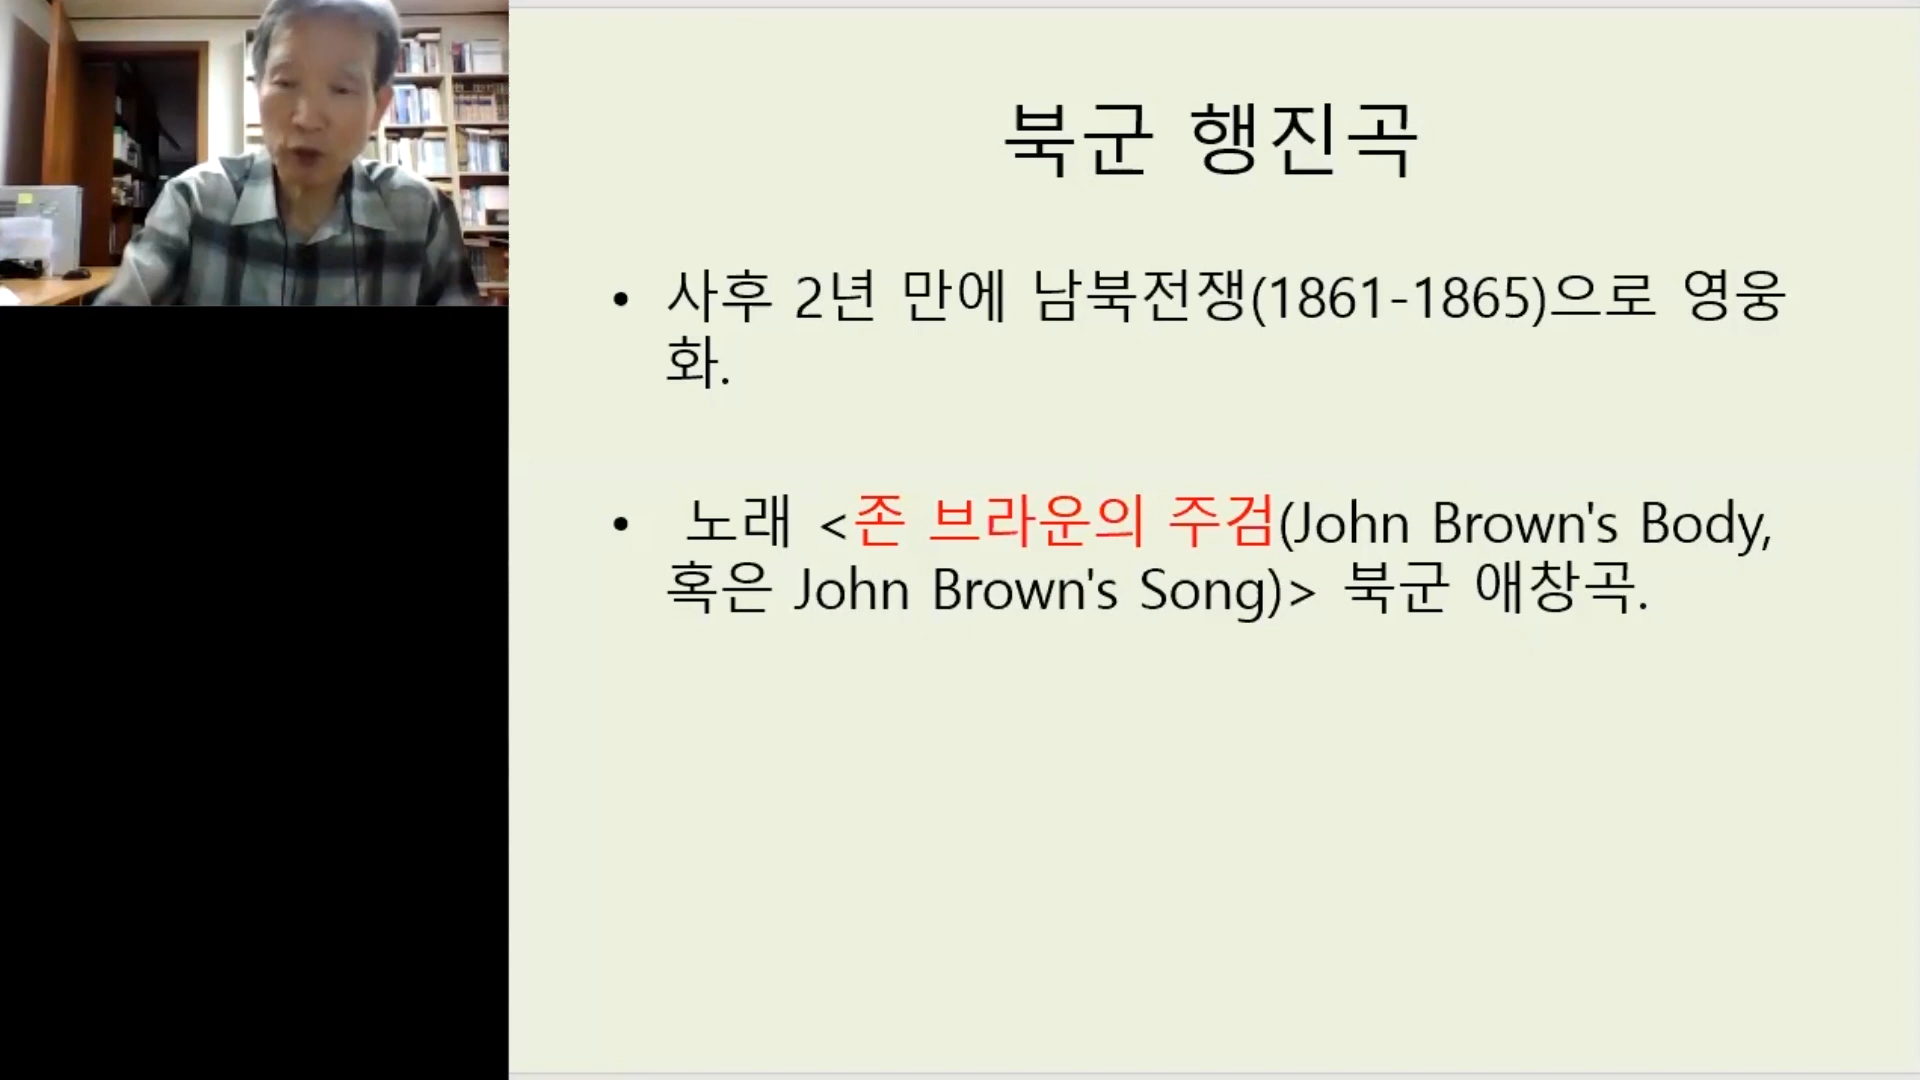 북군 행진곡
• 사후 2년 만에 남북전쟁(1861-1865)으로 영웅
화.
• 노래 <존 브라운의 주검(John Brown's Body,
혹은 John Brown's Song)> 북군 애창곡.